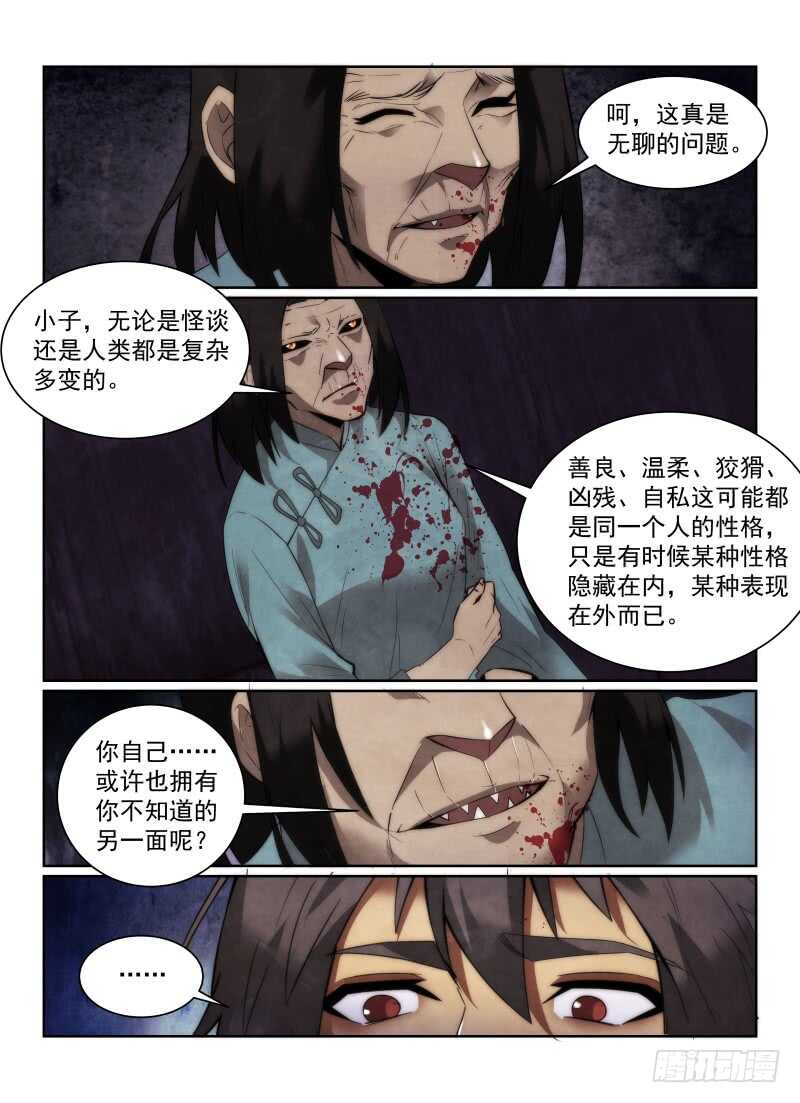 呵，这真是
无聊的问题。
小子，无论是怪谈
还是人类都是复杂
多变的。
善良、温柔、狡猾、
凶残、自私这可能都
是同一个人的性格，
只是有时候某种性格
隐藏在内，某种表现
在外而已。
你自己……
或许也拥有
你不知道的
另一面呢？
……
腾讯动漫